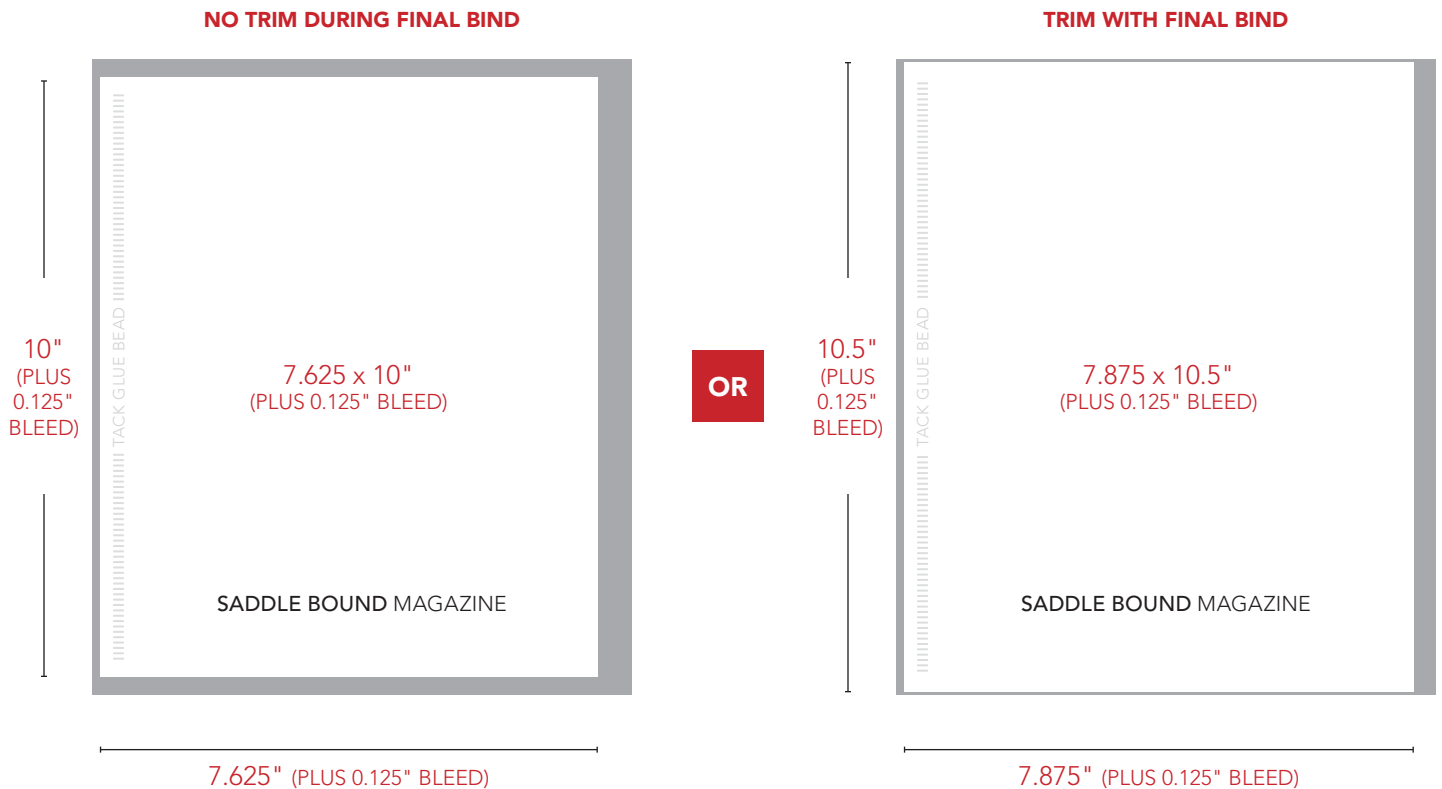 NO TRIM DURING FINAL BIND
10"
(PLUS
0.125"
BLEED)
TACK GLUE BEAD
7.625 x 10"
(PLUS 0.125" BLEED)
SADDLE BOUND MAGAZINE
7.625" (PLUS 0.125" BLEED)
OR
TRIM WITH FINAL BIND
10.5"
(PLUS
0.125"
BLEED)
TACK GLUE BEAD
7.875 x 10.5"
(PLUS 0.125" BLEED)
SADDLE BOUND MAGAZINE
7.875" (PLUS 0.125" BLEED)